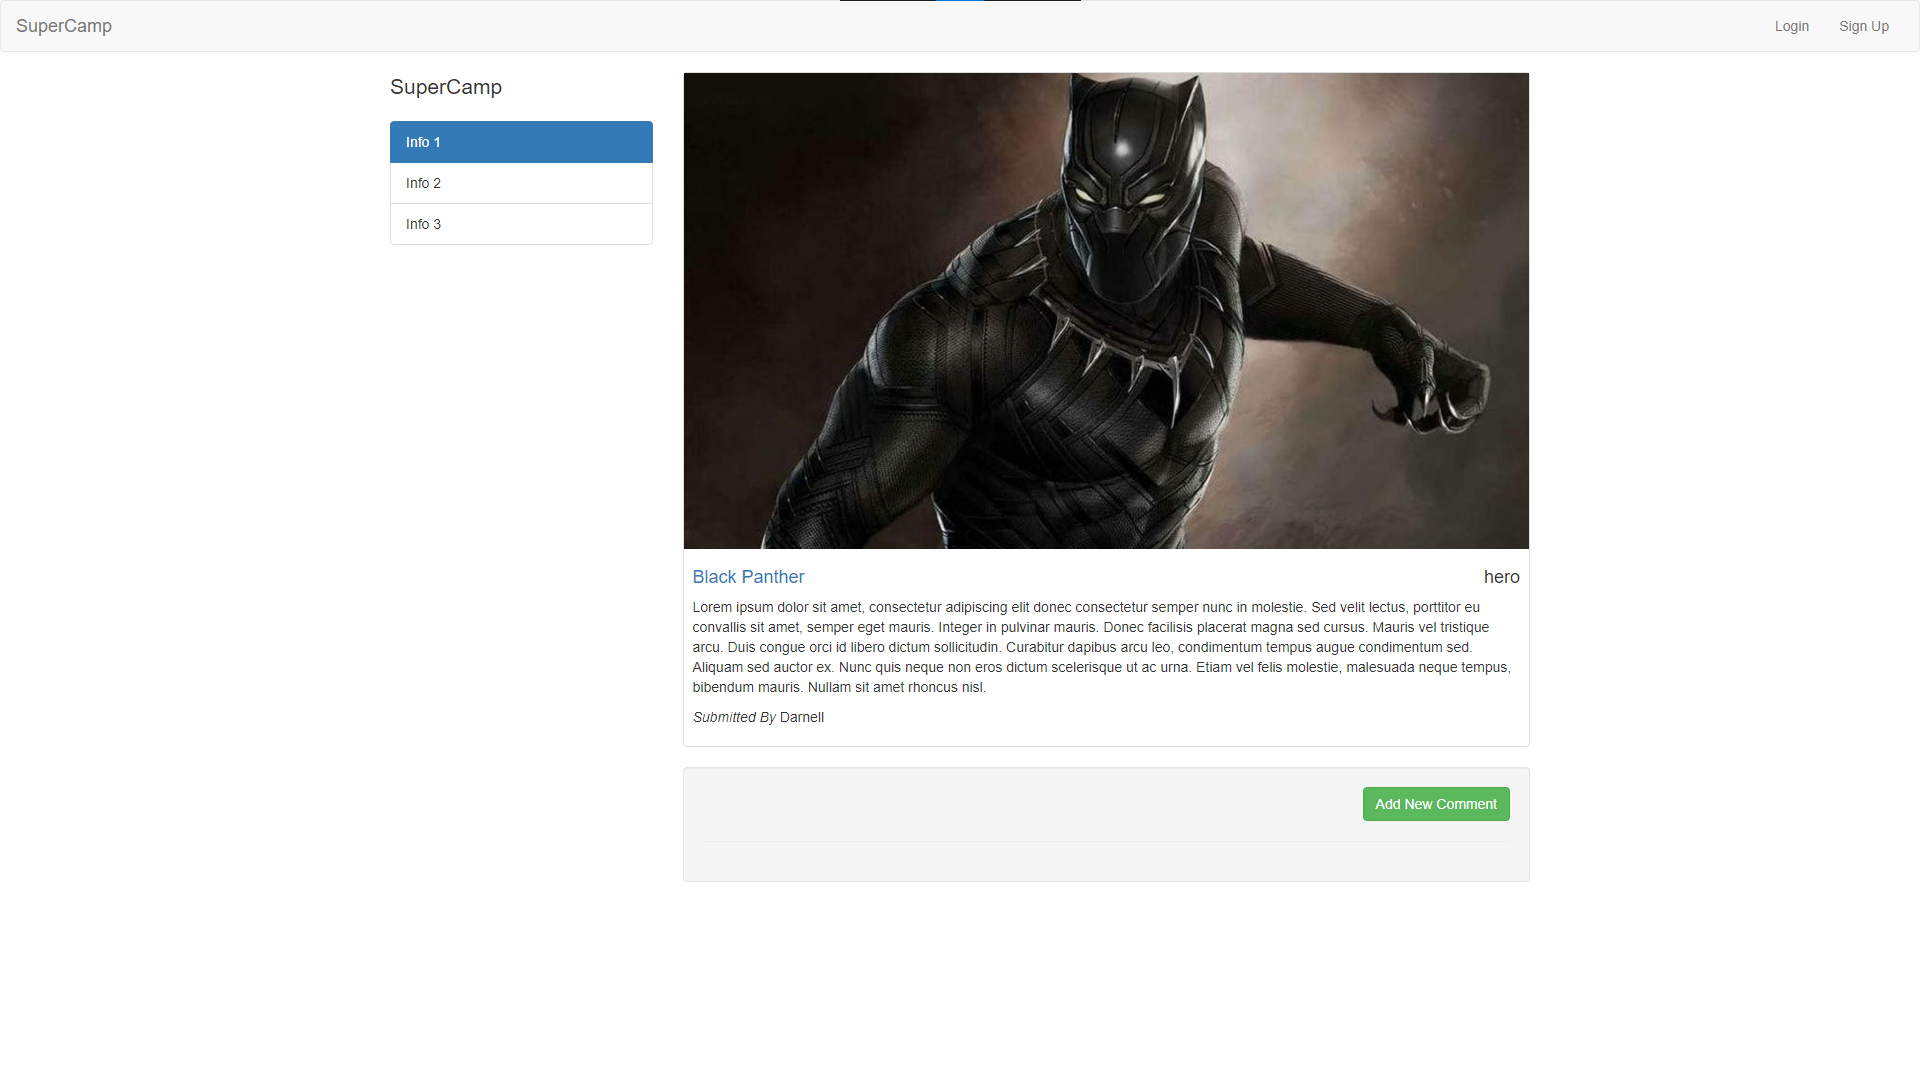 SuperCamp
Login
Sign Up
SuperCamp
Info 1
Info 2
Info 3
Black Panther
hero
Lorem ipsum dolor sit amet, consectetur adipiscing elit donec consectetur semper nunc in molestie. Sed velit lectus, porttitor eu
convallis sit amet, semper eget mauris. Integer in pulvinar mauris. Donec facilisis placerat magna sed cursus. Mauris vel tristique
arcu. Duis congue orci id libero dictum sollicitudin. Curabitur dapibus arcu leo, condimentum tempus augue condimentum sed.
Aliquam sed auctor ex. Nunc quis neque non eros dictum scelerisque ut ac urna. Etiam vel felis molestie, malesuada neque tempus,
bibendum mauris. Nullam sit amet rhoncus nisl.
Submitted By Darnell
Add New Comment